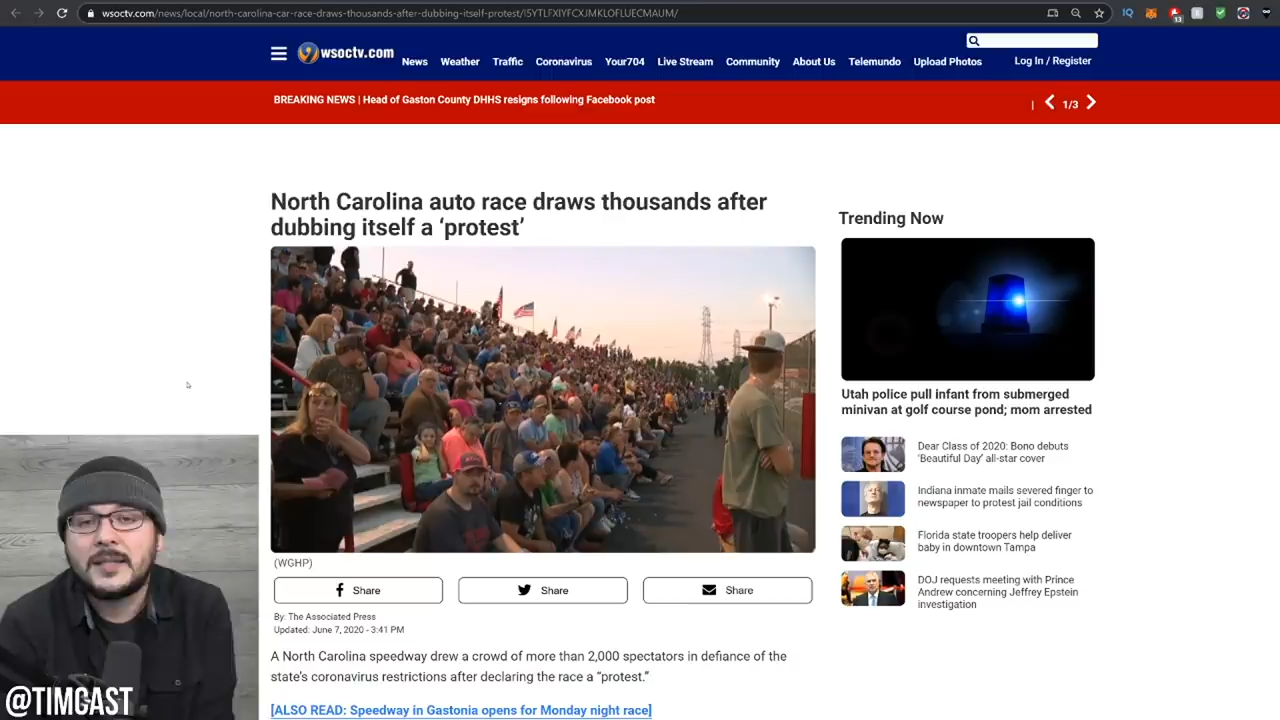 wsoctv.com/news/local/north-carolina-car-race-draws-thousands-after-dubbing-itself-protest/I5YTLFXIYFCXJMKLOFLUECMAUM/
13
9 wsoctv.com
News Weather Traffic Coronavirus Your704 Live Stream Community About Us Telemundo Upload Photos
Log In / Register
BREAKING NEWS | Head of Gaston County DHHS resigns following Facebook post
| 1/3
North Carolina auto race draws thousands after
dubbing itself a ‘protest’
(WGHP)
Share
Share
Share
By: The Associated Press
Updated: June 7, 2020 - 3:41 PM
A North Carolina speedway drew a crowd of more than 2,000 spectators in defiance of the
state’s coronavirus restrictions after declaring the race a “protest.”
[ALSO READ: Speedway in Gastonia opens for Monday night race]
Trending Now
Utah police pull infant from submerged
minivan at golf course pond; mom arrested
Dear Class of 2020: Bono debuts
‘Beautiful Day’ all-star cover
Indiana inmate mails severed finger to
newspaper to protest jail conditions
Florida state troopers help deliver
baby in downtown Tampa
DOJ requests meeting with Prince
Andrew concerning Jeffrey Epstein
investigation
@TIMCAST